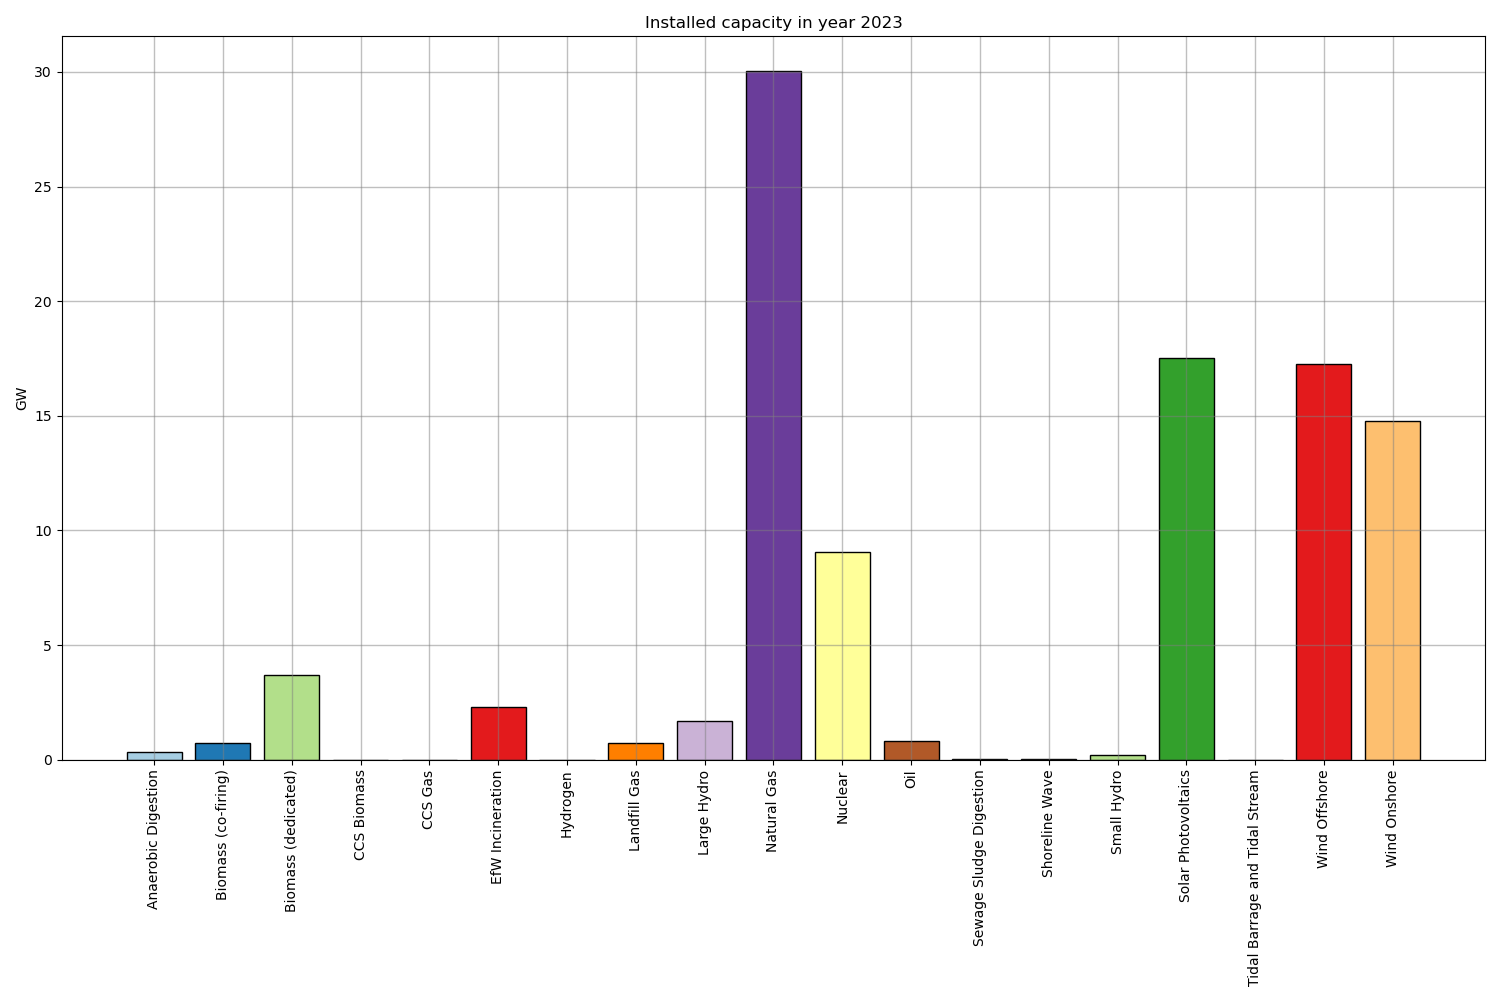 Installed capacity in year 2023
GW
30
25
20
15
10
5
0
Anaerobic Digestion
Biomass (co-firing)
Biomass (dedicated)
CCS Biomass
CCS Gas
EfW Incineration
Hydrogen
Landfill Gas
Large Hydro
Natural Gas
Nuclear
Oil
Sewage Sludge Digestion
Shoreline Wave
Small Hydro
Solar Photovoltaics
Tidal Barrage and Tidal Stream
Wind Offshore
Wind Onshore